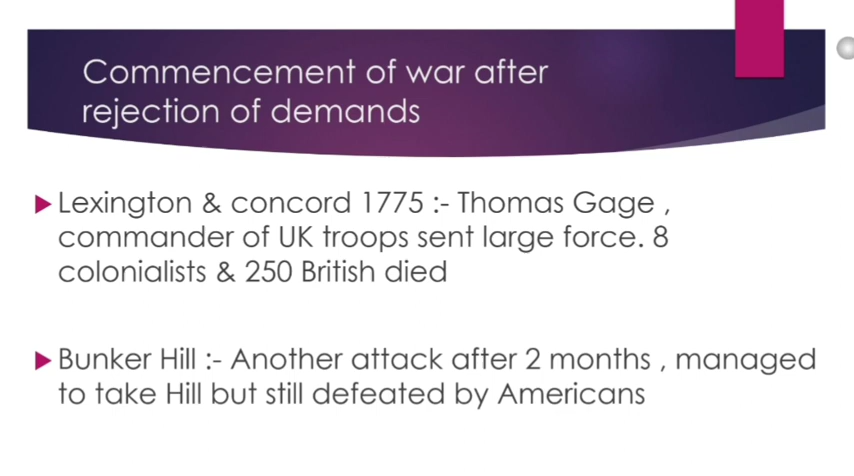 Commencement of war after
rejection of demands
Lexington & concord 1775 :- Thomas Gage ,
commander of UK troops sent large force. 8
colonialists & 250 British died
Bunker Hill :- Another attack after 2 months , managed
to take Hill but still defeated by Americans